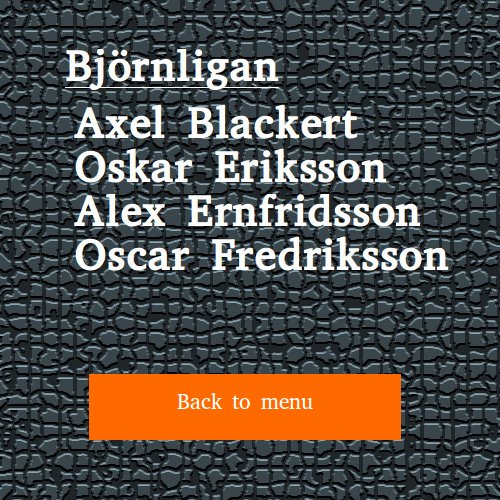 Björnligan
Axel Blackert
Oskar Eriksson
Alex Ernfridsson
Oscar Fredriksson
Back to menu